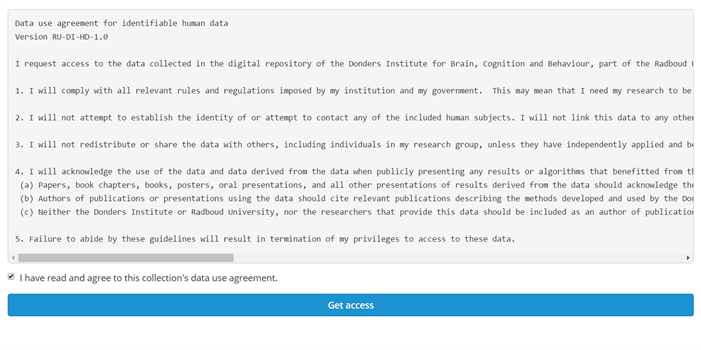 Data use agreement for identifiable human data
Version RU-DI-HD-1.0
I request access to the data collected in the digital repository of the Donders Institute for Brain, Cognition and Behaviour, part of the Radboud
1. I will comply with all relevant rules and regulations imposed by my institution and my government.  This may mean that I need my research to be
2. I will not attempt to establish the identity of or attempt to contact any of the included human subjects. I will not link this data to any other
3. I will not redistribute or share the data with others, including individuals in my research group, unless they have independently applied and
4. I will acknowledge the use of the data and data derived from the data when publicly presenting any results or algorithms that benefitted from
(a) Papers, book chapters, books, posters, oral presentations, and all other presentations of results derived from the data should acknowledge the
(b) Authors of publications or presentations using the data should cite relevant publications describing the methods developed and used by the
(c) Neither the Donders Institute or Radboud University, nor the researchers that provide this data should be included as an author of publication
5. Failure to abide by these guidelines will result in termination of my privileges to access to these data.
I have read and agree to this collection's data use agreement.
Get access